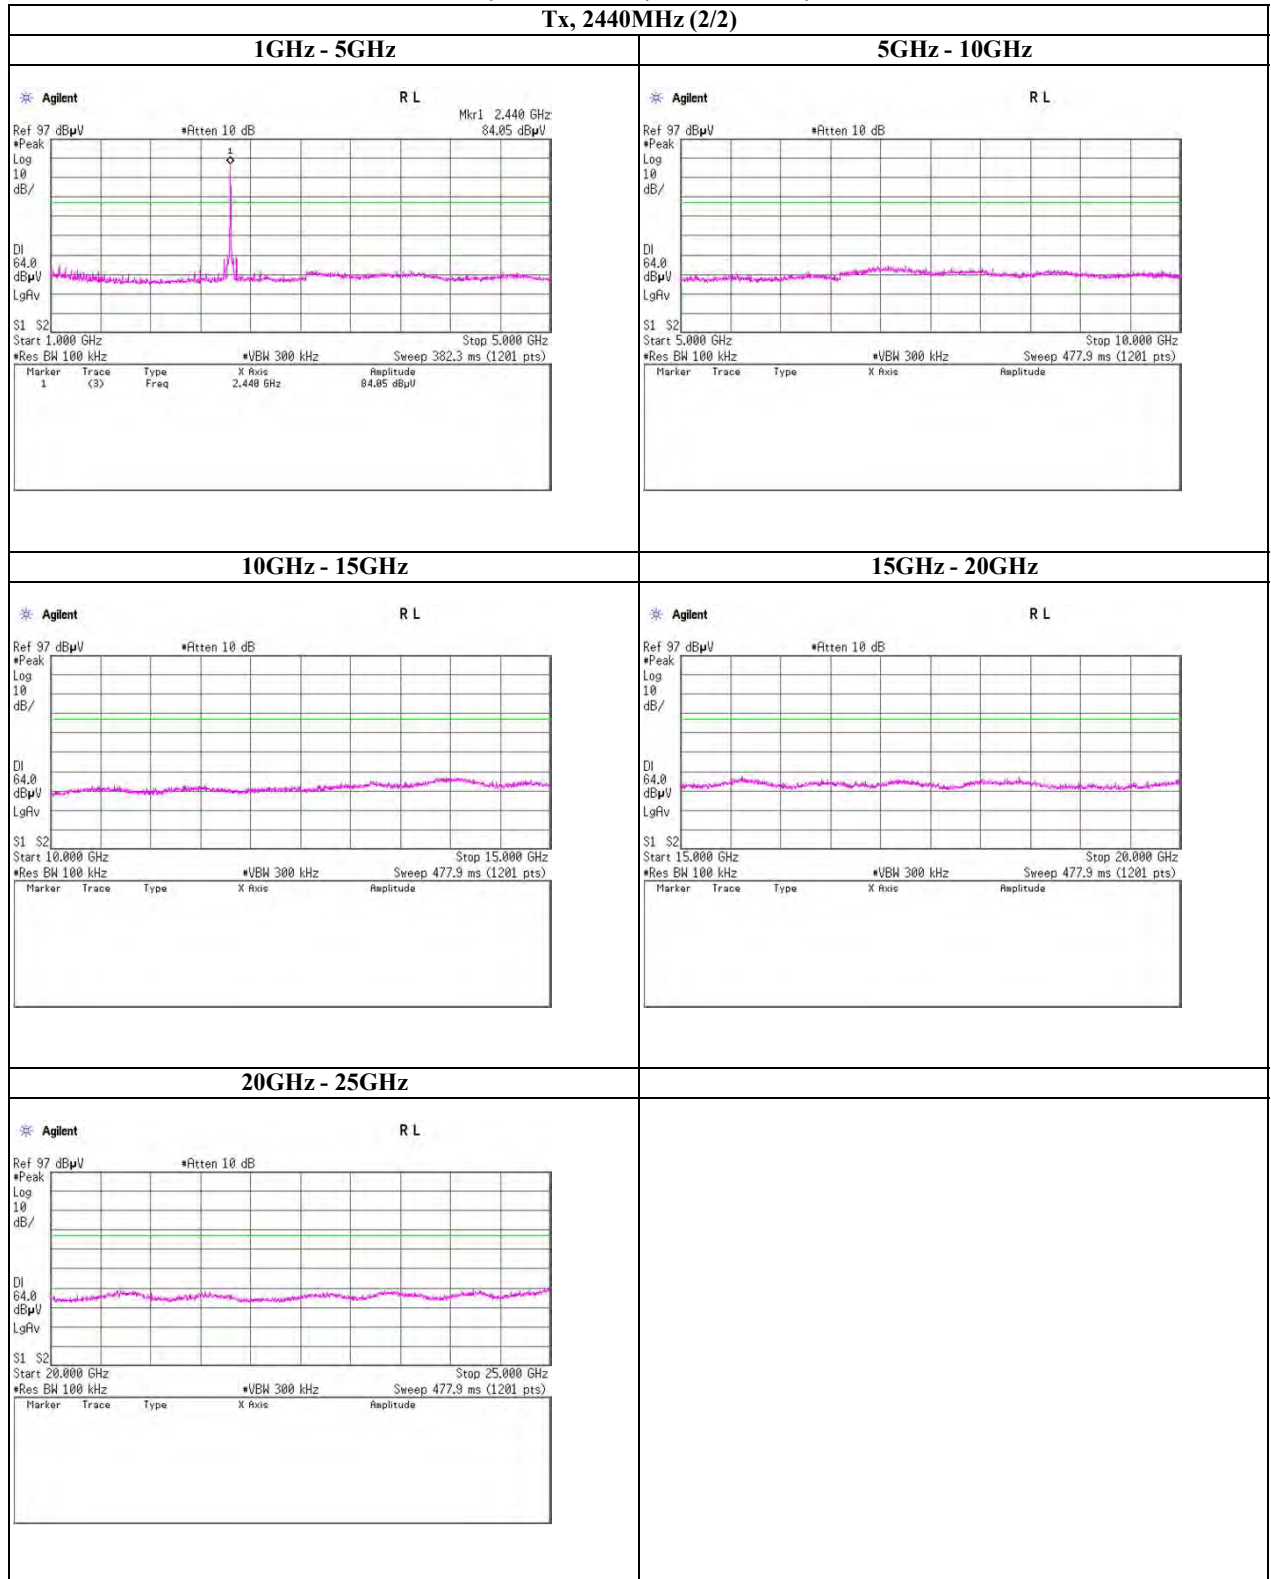 Tx, 2440MHz (2/2)
1GHz - 5GHz
5GHz - 10GHz
Agilent
R L
Mkr1 2.440 GHz
Ref 97 dBµV
*Atten 10 dB
84.05 dBµV
*Peak
Log
10
dB/
1
DI
64.0
dBµV
LgAv
S1 S2
Start 1.000 GHz
Stop 5.000 GHz
*Res BW 100 kHz
*VBW 300 kHz
Sweep 382.3 ms (1201 pts)
Marker Trace Type X Axis Amplitude
1 (3) Freq 2.440 GHz 84.05 dBµV
Agilent
R L
Ref 97 dBµV
*Atten 10 dB
*Peak
Log
10
dB/
DI
64.0
dBµV
LgAv
S1 S2
Start 5.000 GHz
Stop 10.000 GHz
*Res BW 100 kHz
*VBW 300 kHz
Sweep 477.9 ms (1201 pts)
Marker Trace Type X Axis Amplitude
10GHz - 15GHz
15GHz - 20GHz
Agilent
R L
Ref 97 dBµV
*Atten 10 dB
*Peak
Log
10
dB/
DI
64.0
dBµV
LgAv
S1 S2
Start 10.000 GHz
Stop 15.000 GHz
*Res BW 100 kHz
*VBW 300 kHz
Sweep 477.9 ms (1201 pts)
Marker Trace Type X Axis Amplitude
Agilent
R L
Ref 97 dBµV
*Atten 10 dB
*Peak
Log
10
dB/
DI
64.0
dBµV
LgAv
S1 S2
Start 15.000 GHz
Stop 20.000 GHz
*Res BW 100 kHz
*VBW 300 kHz
Sweep 477.9 ms (1201 pts)
Marker Trace Type X Axis Amplitude
20GHz - 25GHz
Agilent
R L
Ref 97 dBµV
*Atten 10 dB
*Peak
Log
10
dB/
DI
64.0
dBµV
LgAv
S1 S2
Start 20.000 GHz
Stop 25.000 GHz
*Res BW 100 kHz
*VBW 300 kHz
Sweep 477.9 ms (1201 pts)
Marker Trace Type X Axis Amplitude